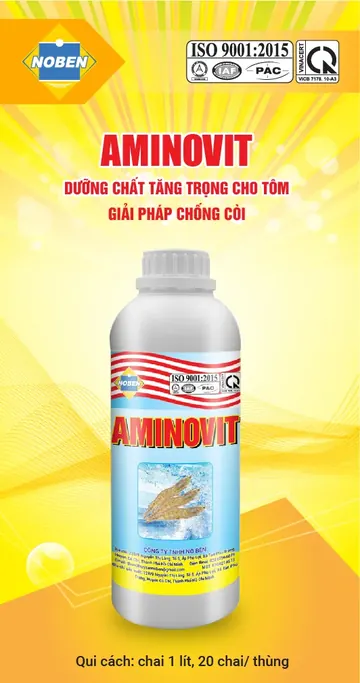 NOBEN
ISO 9001:2015
IAF
PAC
VINACERT
VICB 7178. 10-A3
AMINOVIT
DƯỠNG CHẤT TĂNG TRỌNG CHO TÔM
GIẢI PHÁP CHỐNG CÒI
NOBEN
ISO 9001:2015
PAC
AMINOVIT
CÔNG TY TNHH NO BEN
Qui cách: chai 1 lít, 20 chai/ thùng